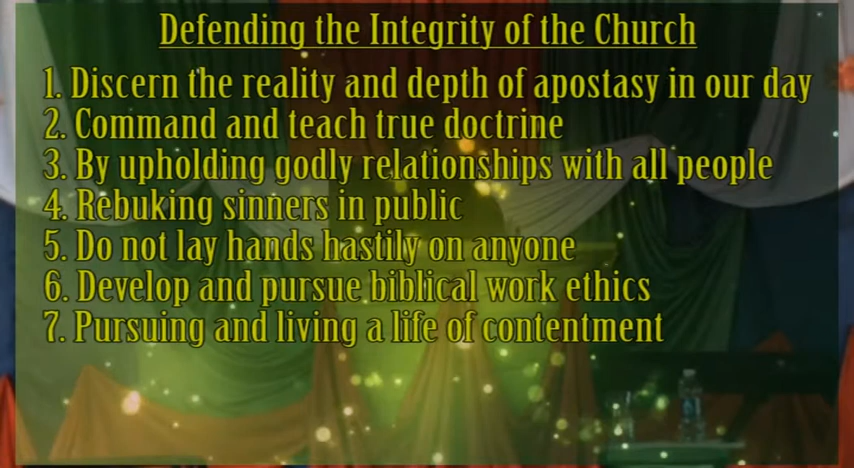 Defending the Integrity of the Church
1. Discern the reality and depth of apostasy in our day
2. Command and teach true doctrine
3. By upholding godly relationships with all people
4. Rebuking sinners in public
5. Do not lay hands hastily on anyone
6. Develop and pursue biblical work ethics
7. Pursuing and living a life of contentment